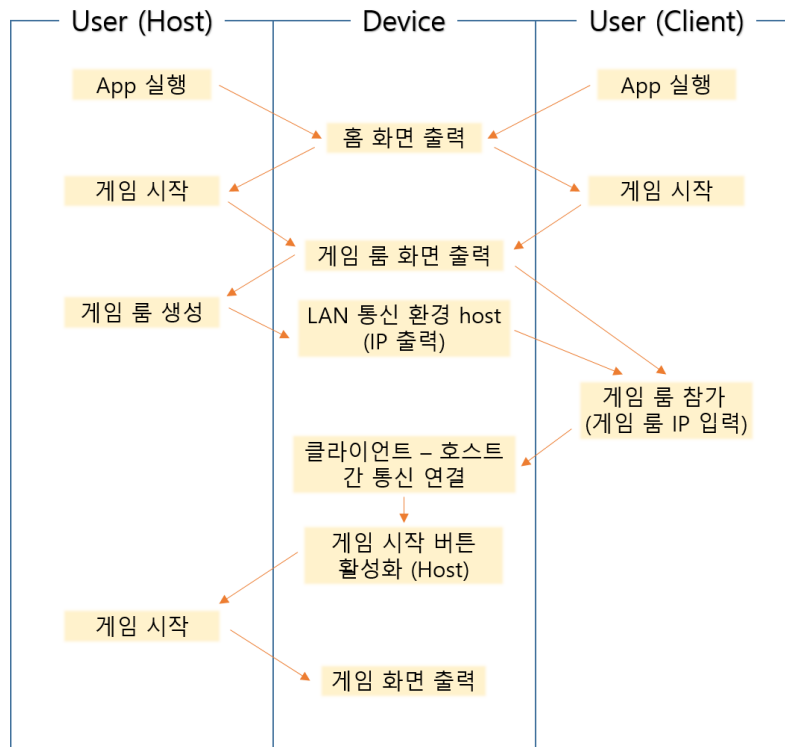 User (Host)
Device
User (Client)
App 실행
App 실행
홈 화면 출력
게임 시작
게임 시작
게임 룸 화면 출력
게임 룸 생성
LAN 통신 환경 host
(IP 출력)
게임 룸 참가
(게임 룸 IP 입력)
클라이언트 – 호스트
간 통신 연결
게임 시작 버튼
활성화 (Host)
게임 시작
게임 화면 출력